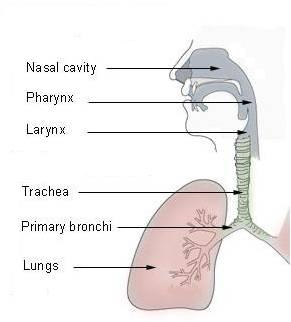 Nasal cavity
Pharynx
Larynx
Trachea
Primary bronchi
Lungs